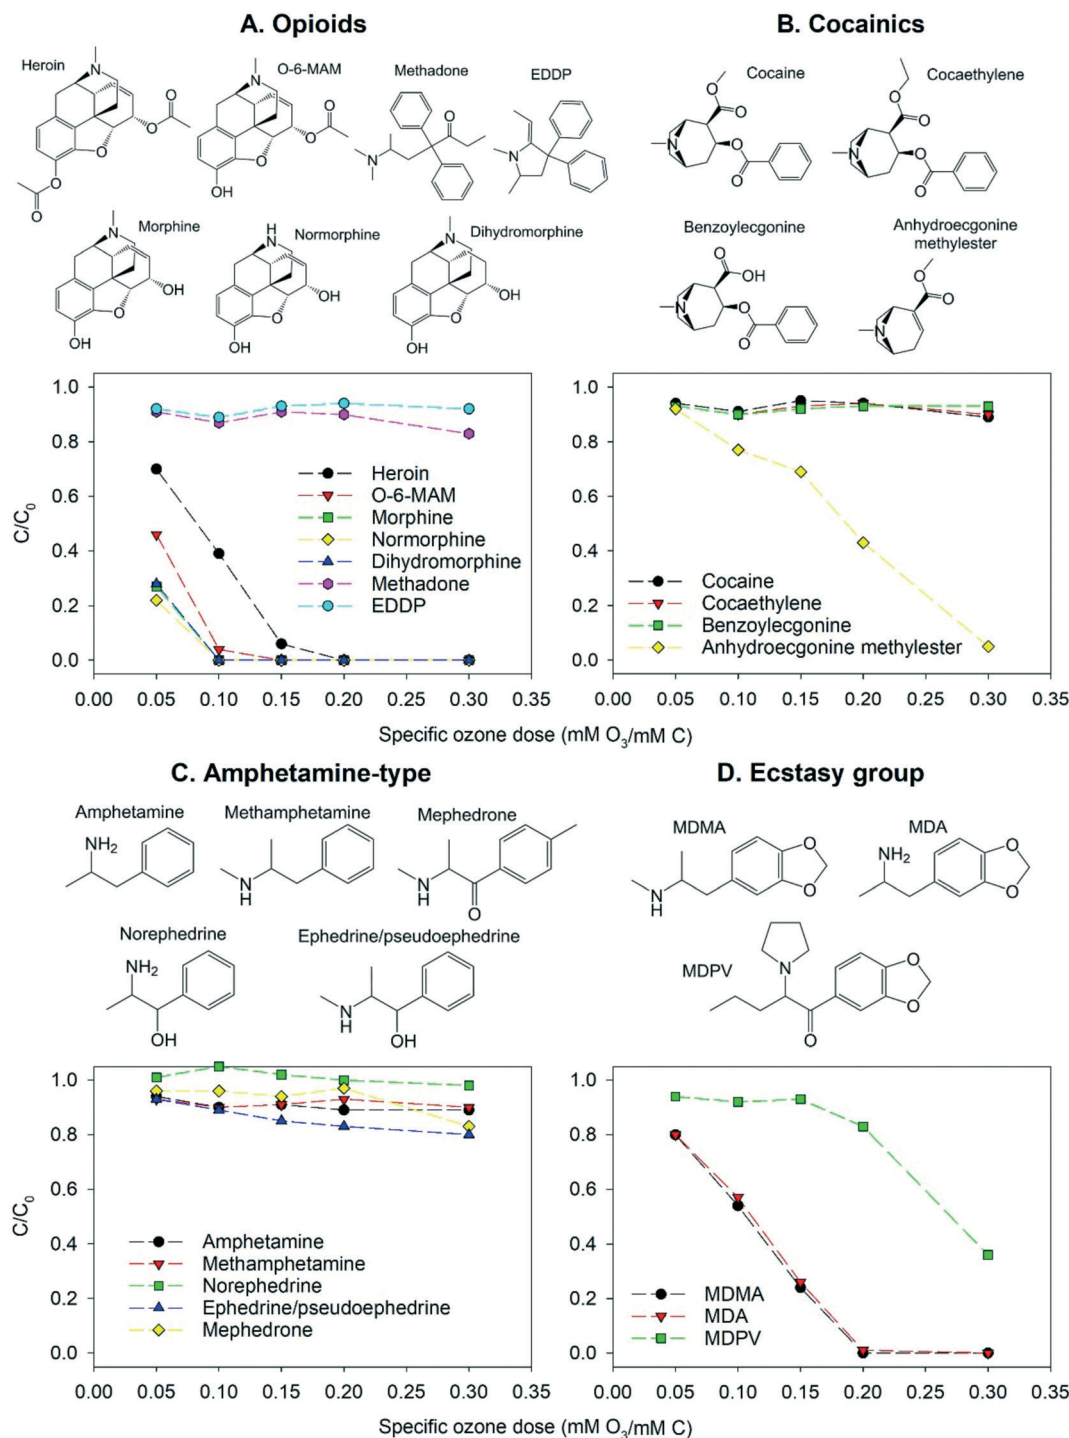 A. Opioids
Heroin
O-6-MAM
Methadone
EDDP
Morphine
Normorphine
Dihydromorphine
N
O
O
O
O
O
N
O
O
O
OH
O
N
N
N
O
OH
OH
H
N
O
OH
OH
N
O
OH
OH
C/C0
1.0
0.8
0.6
0.4
0.2
0.0
Heroin
O-6-MAM
Morphine
Normorphine
Dihydromorphine
Methadone
EDDP
0.00 0.05 0.10 0.15 0.20 0.25 0.30 0.35
B. Cocainics
Cocaine
Cocaethylene
Benzoylecgonine
Anhydroecgonine
methylester
O
O
N
O
O
O
O
N
O
O
O
OH
N
O
O
O
O
N
1.0
0.8
0.6
0.4
0.2
0.0
Cocaine
Cocaethylene
Benzoylecgonine
Anhydroecgonine methylester
0.00 0.05 0.10 0.15 0.20 0.25 0.30 0.35
Specific ozone dose (mM O3/mM C)
C. Amphetamine-type
Amphetamine
Methamphetamine
Mephedrone
NH2
N
H
N
H
O
Norephedrine
Ephedrine/pseudoephedrine
NH2
OH
N
H
OH
C/C0
1.0
0.8
0.6
0.4
0.2
0.0
Amphetamine
Methamphetamine
Norephedrine
Ephedrine/pseudoephedrine
Mephedrone
0.00 0.05 0.10 0.15 0.20 0.25 0.30 0.35
Specific ozone dose (mM O3/mM C)
D. Ecstasy group
MDMA
MDA
N
H
O
O
NH2
O
O
MDPV
N
O
O
O
1.0
0.8
0.6
0.4
0.2
0.0
MDMA
MDA
MDPV
0.00 0.05 0.10 0.15 0.20 0.25 0.30 0.35
Specific ozone dose (mM O3/mM C)